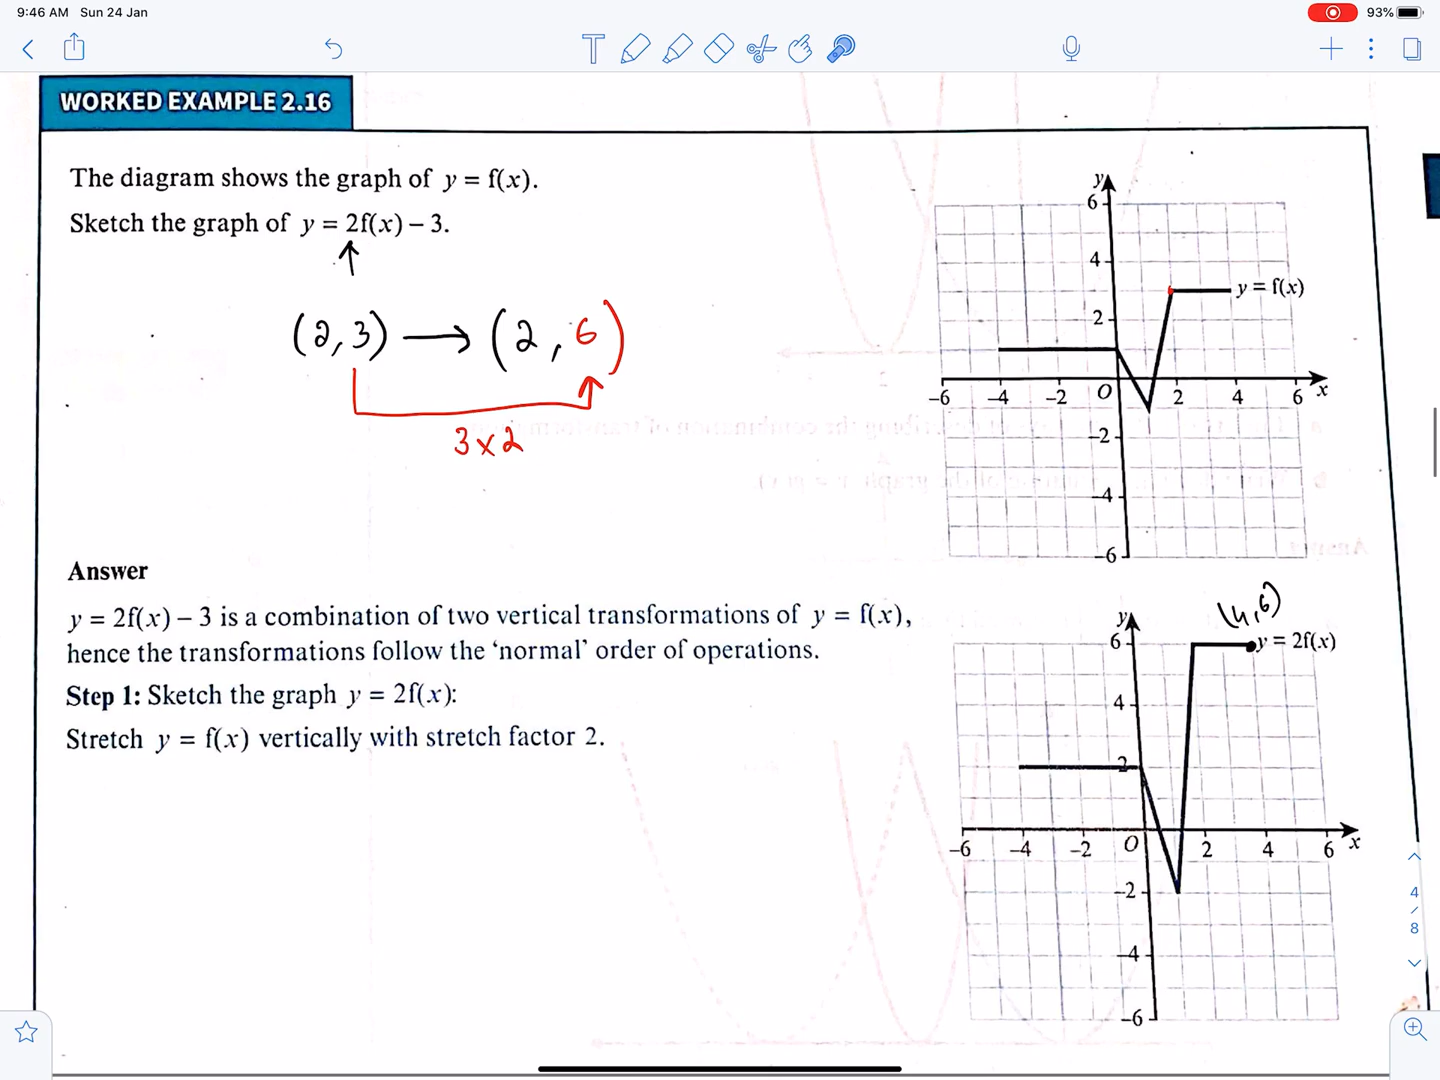 9:46 AM Sun 24 Jan
93%
WORKED EXAMPLE 2.16
The diagram shows the graph of y = f(x).
Sketch the graph of y = 2f(x) – 3.
(2,3) → (2,6)
3x2
y
6
4
2
y = f(x)
–6 –4 –2 O 2 4 6 x
–2
–4
–6
Answer
y = 2f(x) – 3 is a combination of two vertical transformations of y = f(x),
hence the transformations follow the ‘normal’ order of operations.
Step 1: Sketch the graph y = 2f(x):
Stretch y = f(x) vertically with stretch factor 2.
(4,6)
y
6
y = 2f(x)
4
2
–6 –4 –2 O 2 4 6 x
–2
–4
–6
4
/
8